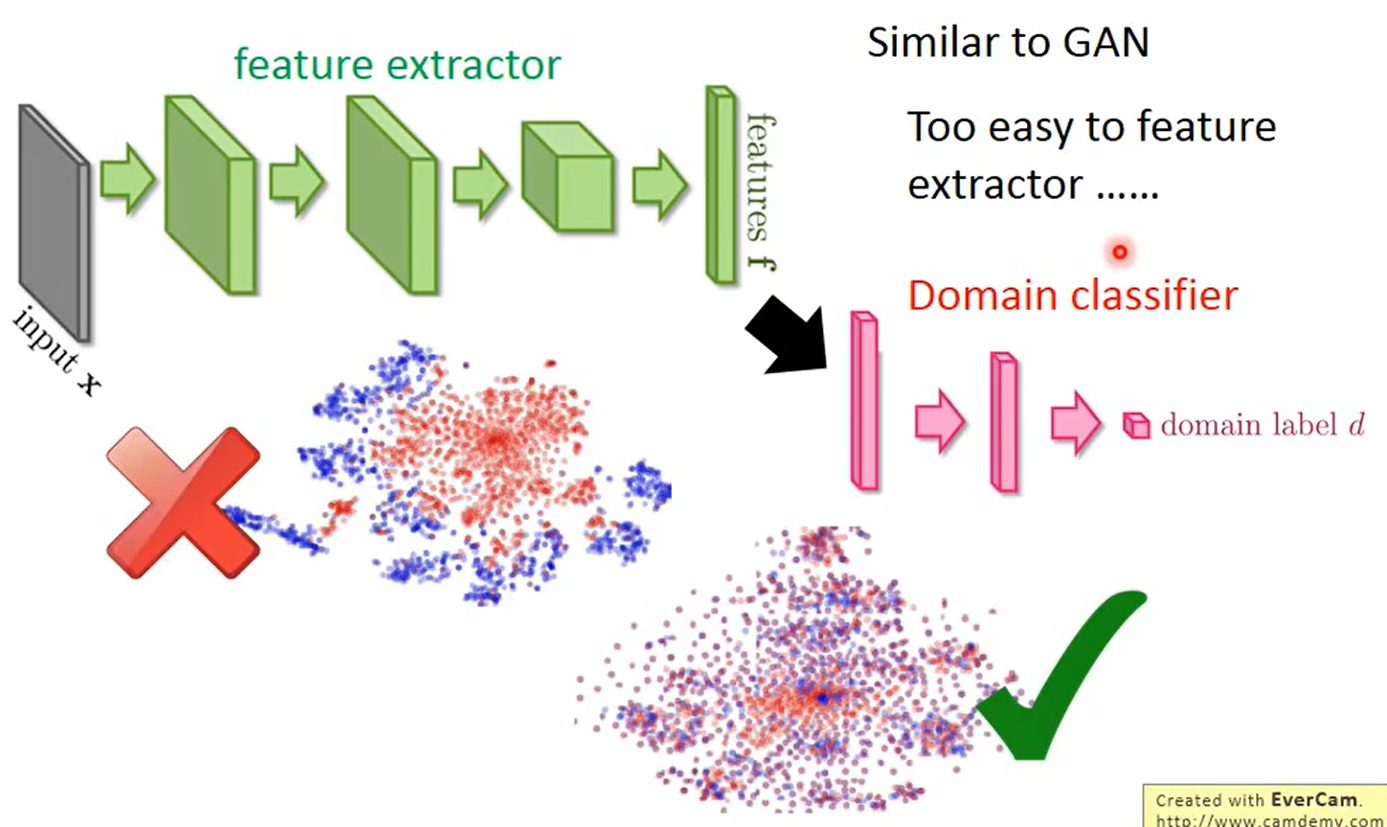 feature extractor
Similar to GAN
Too easy to feature
extractor ……
features f
input x
Domain classifier
domain label d
Created with EverCam.
http://www.camdemy.com